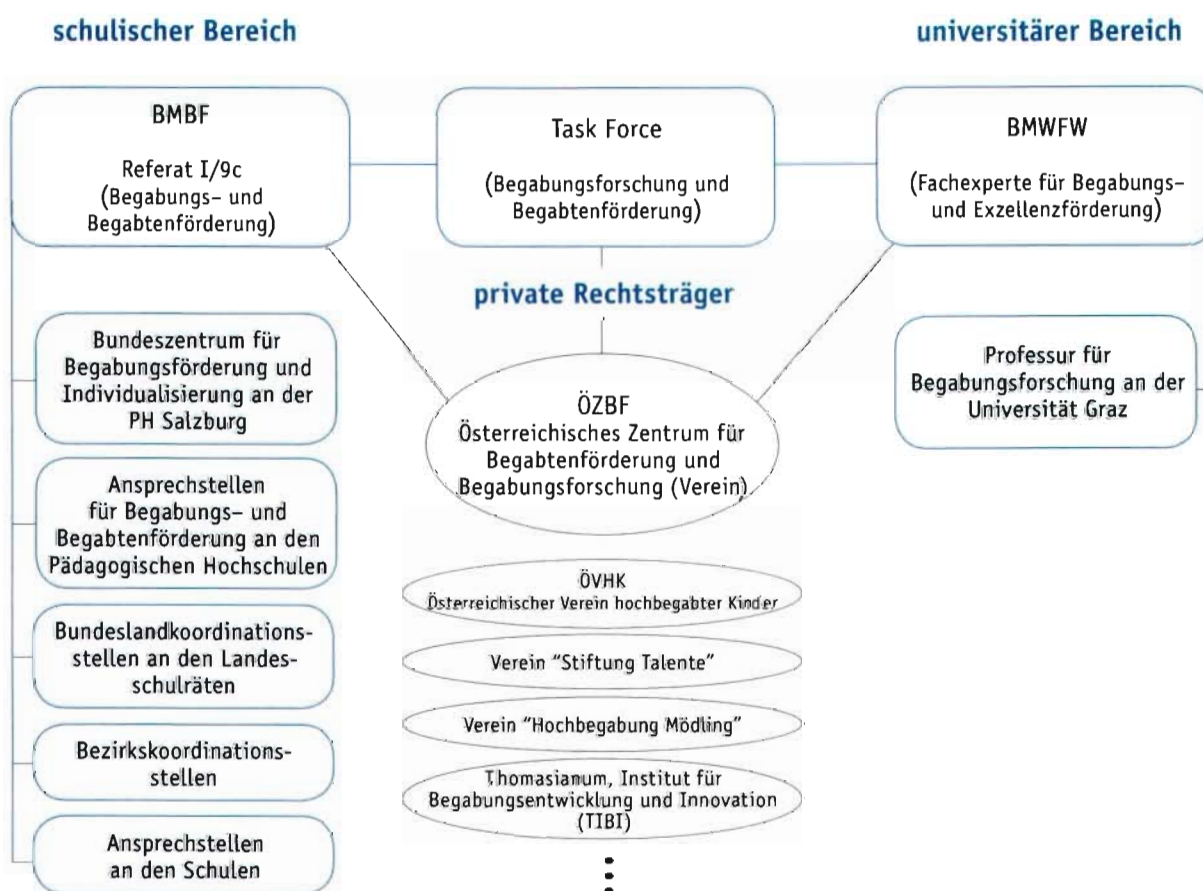 schulischer Bereich
universitärer Bereich
BMBF
Referat I/9c
(Begabungs- und
Begabtenförderung)
Task Force
(Begabungsforschung und
Begabtenförderung)
BMWFW
(Fachexperte für Begabungs-
und Exzellenzförderung)
private Rechtsträger
Bundeszentrum für
Begabungsförderung und
Individualisierung an der
PH Salzburg
Ansprechstellen
für Begabungs- und
Begabtenförderung an den
Pädagogischen Hochschulen
Bundeslandkoordinations-
stellen an den Landes-
schulräten
Bezirkskoordinations-
stellen
Ansprechstellen
an den Schulen
ÖZBF
Österreichisches Zentrum für
Begabtenförderung und
Begabungsforschung (Verein)
ÖVHK
Österreichischer Verein hochbegabter Kinder
Verein "Stiftung Talente"
Verein "Hochbegabung Mödling"
Thomasianum, Institut für
Begabungsentwicklung und Innovation
(TIBI)
Professur für
Begabungsforschung an der
Universität Graz